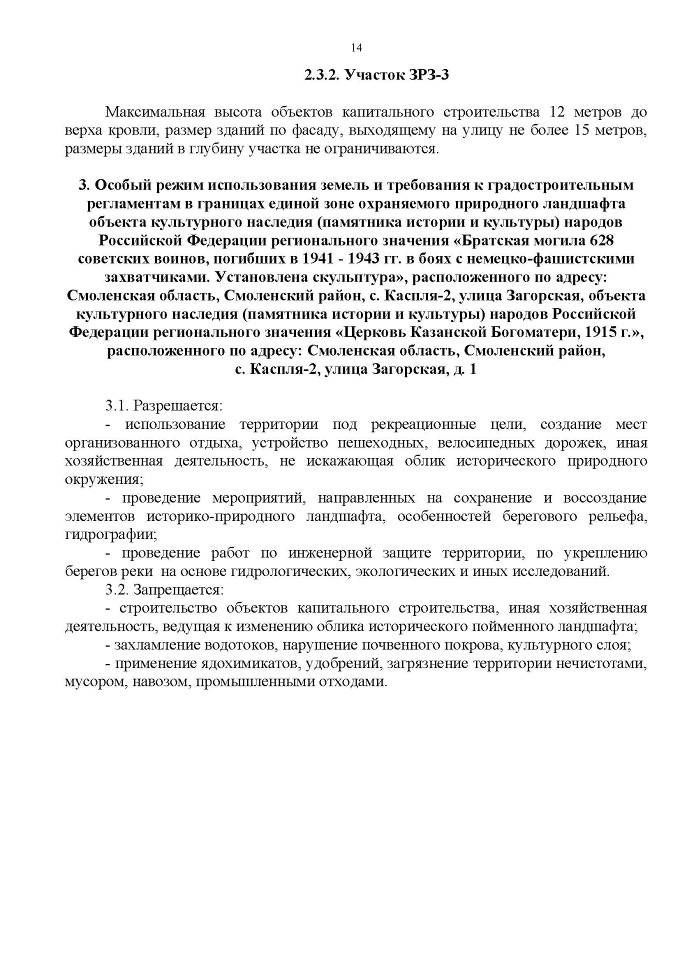 14
2.3.2. Участок ЗРЗ-3
Максимальная высота объектов капитального строительства 12 метров до
верха кровли, размер зданий по фасаду, выходящему на улицу не более 15 метров,
размеры зданий в глубину участка не ограничиваются.
3. Особый режим использования земель и требования к градостроительным
регламентам в границах единой зоне охраняемого природного ландшафта
объекта культурного наследия (памятника истории и культуры) народов
Российской Федерации регионального значения «Братская могила 628
советских воинов, погибших в 1941 - 1943 гг. в боях с немецко-фашистскими
захватчиками. Установлена скульптура», расположенного по адресу:
Смоленская область, Смоленский район, с. Каспля-2, улица Загорская, объекта
культурного наследия (памятника истории и культуры) народов Российской
Федерации регионального значения «Церковь Казанской Богоматери, 1915 г.»,
расположенного по адресу: Смоленская область, Смоленский район,
с. Каспля-2, улица Загорская, д. 1
3.1. Разрешается:
- использование территории под рекреационные цели, создание мест
организованного отдыха, устройство пешеходных, велосипедных дорожек, иная
хозяйственная деятельность, не искажающая облик исторического природного
окружения;
- проведение мероприятий, направленных на сохранение и воссоздание
элементов историко-природного ландшафта, особенностей берегового рельефа,
гидрографии;
- проведение работ по инженерной защите территории, по укреплению
берегов реки на основе гидрологических, экологических и иных исследований.
3.2. Запрещается:
- строительство объектов капитального строительства, иная хозяйственная
деятельность, ведущая к изменению облика исторического пойменного ландшафта;
- захламление водотоков, нарушение почвенного покрова, культурного слоя;
- применение ядохимикатов, удобрений, загрязнение территории нечистотами,
мусором, навозом, промышленными отходами.